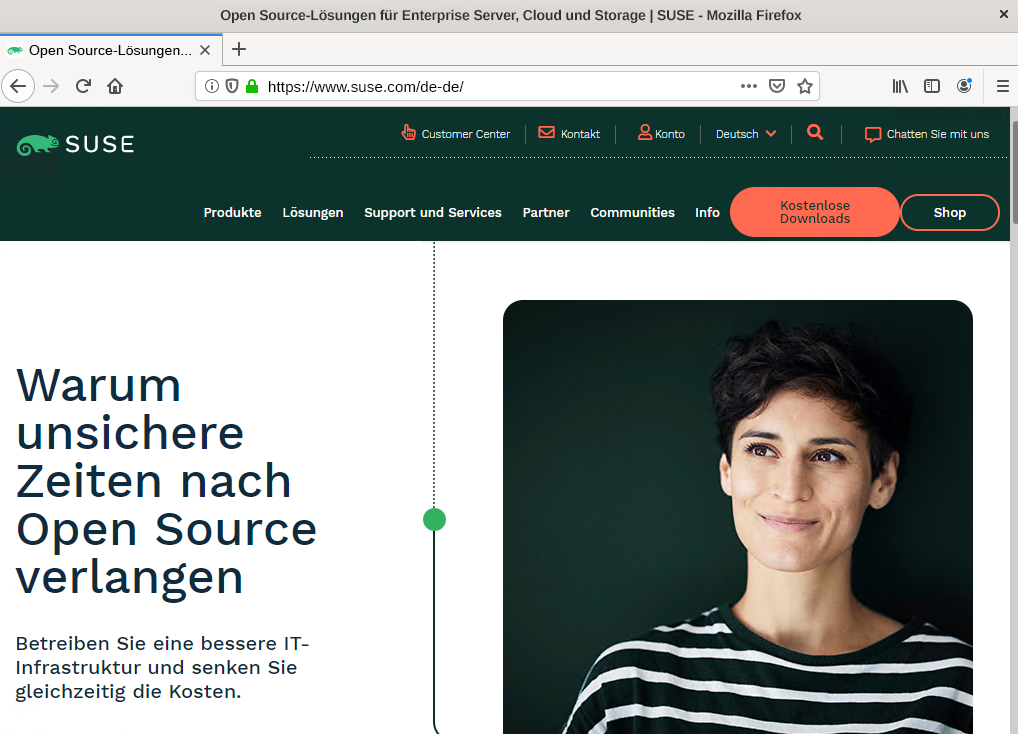 Open Source-Lösungen für Enterprise Server, Cloud und Storage | SUSE - Mozilla Firefox
Open Source-Lösungen...
https://www.suse.com/de-de/
SUSE
Customer Center
Kontakt
Konto
Deutsch
Chatten Sie mit uns
Produkte
Lösungen
Support und Services
Partner
Communities
Info
Kostenlose
Downloads
Shop
Warum
unsichere
Zeiten nach
Open Source
verlangen
Betreiben Sie eine bessere IT-
Infrastruktur und senken Sie
gleichzeitig die Kosten.